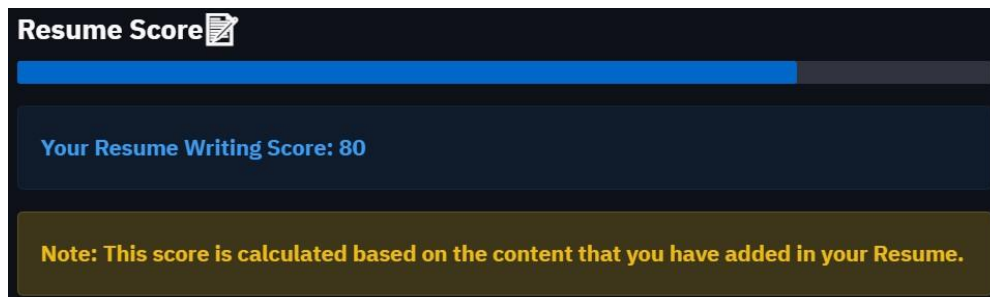 Resume Score📝
Your Resume Writing Score: 80
Note: This score is calculated based on the content that you have added in your Resume.